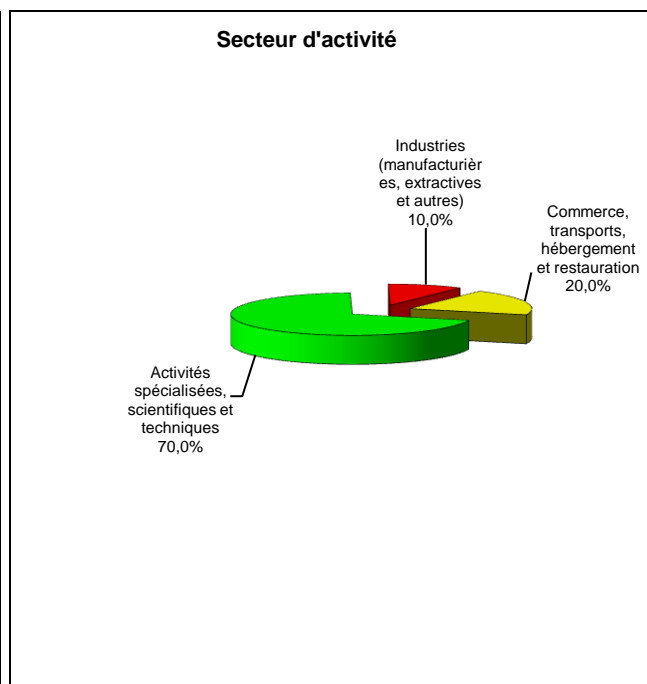 Secteur d'activité
Industries
(manufacturièr
es, extractives
et autres)
10,0%
Commerce,
transports,
hébergement
et restauration
20,0%
Activités
spécialisées,
scientifiques et
techniques
70,0%